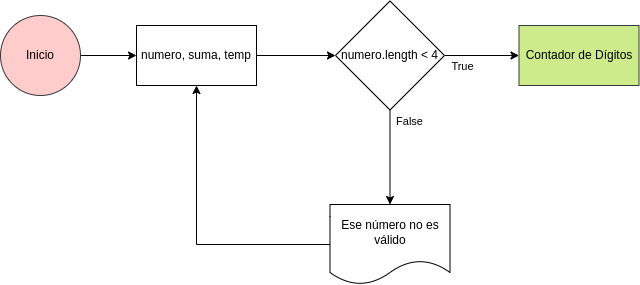 Inicio
numero, suma, temp
numero.length < 4
True
Contador de Dígitos
False
Ese número no es
válido